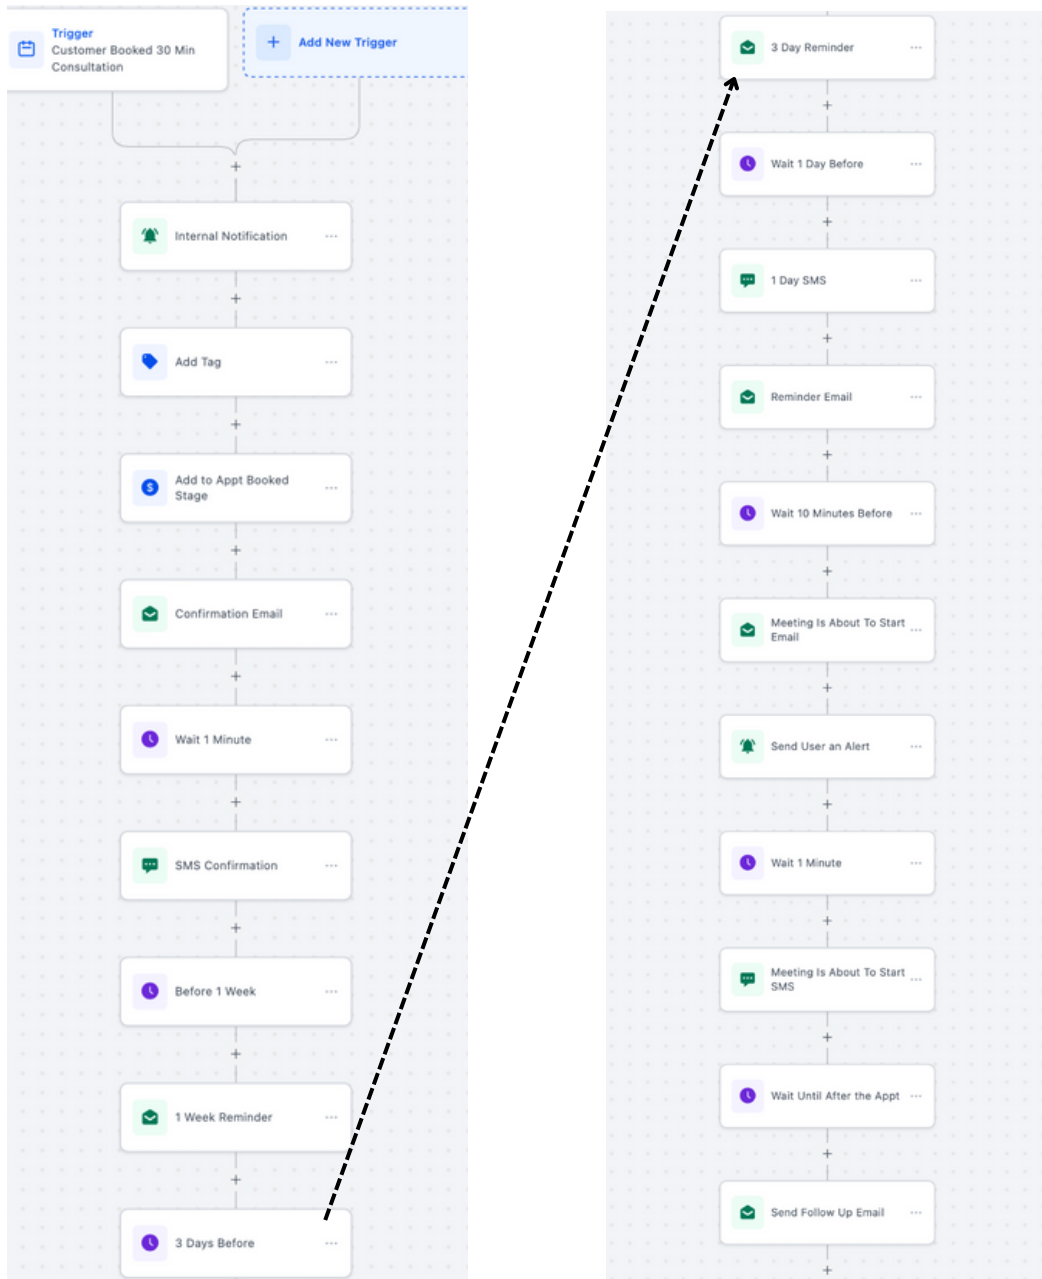 Trigger
Customer Booked 30 Min
Consultation
Add New Trigger
Internal Notification
Add Tag
Add to Appt Booked
Stage
Confirmation Email
Wait 1 Minute
SMS Confirmation
Before 1 Week
1 Week Reminder
3 Days Before
3 Day Reminder
Wait 1 Day Before
1 Day SMS
Reminder Email
Wait 10 Minutes Before
Meeting Is About To Start
Email
Send User an Alert
Wait 1 Minute
Meeting Is About To Start
SMS
Wait Until After the Appt
Send Follow Up Email